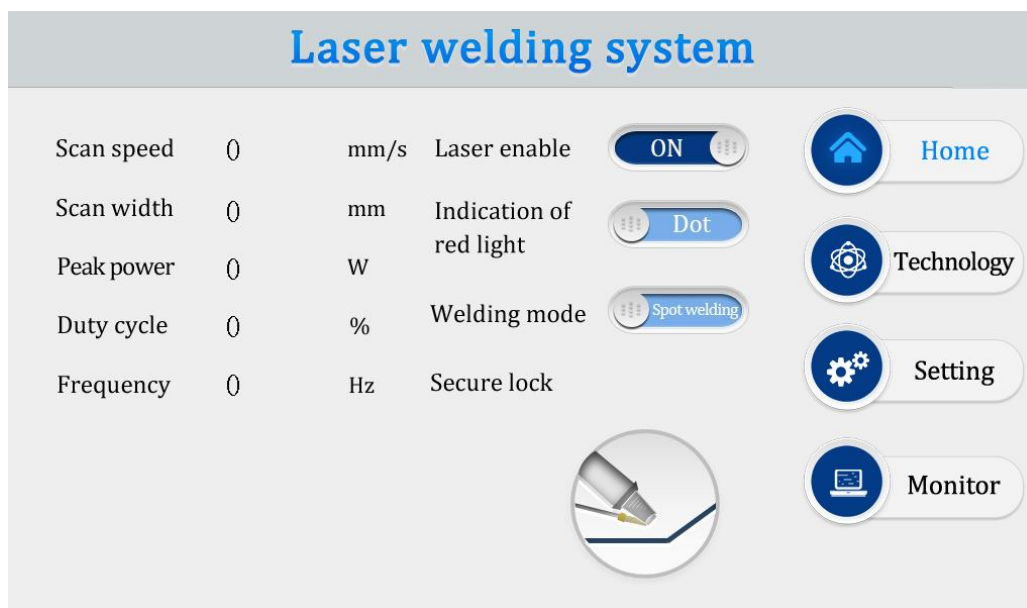 Laser welding system
Scan speed 0 mm/s
Scan width 0 mm
Peak power 0 W
Duty cycle 0 %
Frequency 0 Hz
Laser enable ON
Indication of
red light Dot
Welding mode Spot welding
Secure lock
Home
Technology
Setting
Monitor